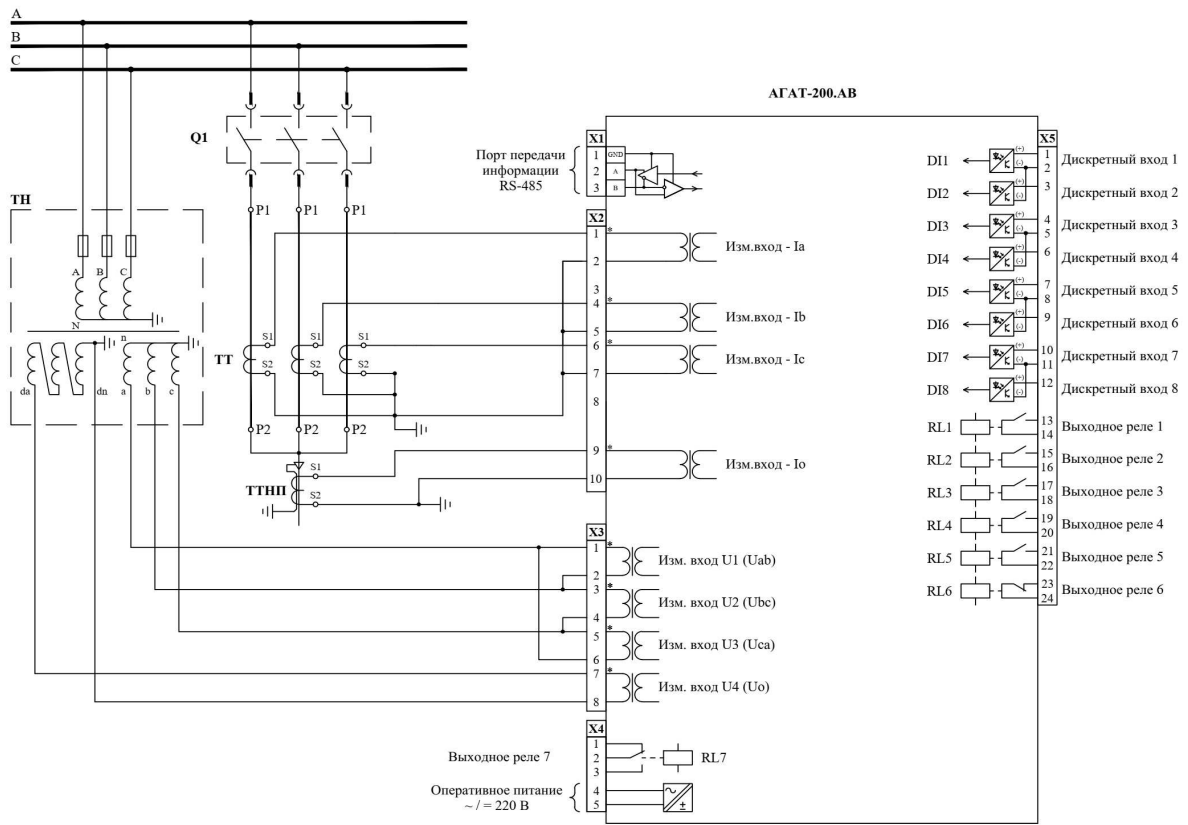 A
B
C
Q1
P1 P1 P1
ТН
A B C
N
n
da dn a b c
ТТ
S1 S1 S1
S2 S2 S2
P2 P2 P2
ТТНП
S1
S2
АГАТ-200.АВ
Порт передачи
информации
RS-485
X1
1 GND
2 A
3 B
X2
1 * Изм.вход - Ia
2
3
4 * Изм.вход - Ib
5
6 * Изм.вход - Ic
7
8
9 * Изм.вход - Io
10
X3
1 * Изм. вход U1 (Uab)
2
3 * Изм. вход U2 (Ubc)
4
5 * Изм. вход U3 (Uca)
6
7 * Изм. вход U4 (Uo)
8
X4
Выходное реле 7
1
2 RL7
3
Оперативное питание
~ / = 220 В
4
5
~
±
X5
DI1 (+) (-) 1 2 Дискретный вход 1
DI2 3 Дискретный вход 2
DI3 (+) (-) 4 5 Дискретный вход 3
DI4 (+) (-) 6 Дискретный вход 4
DI5 (+) (-) 7 8 Дискретный вход 5
DI6 (+) (-) 9 Дискретный вход 6
DI7 (+) (-) 10 11 Дискретный вход 7
DI8 (+) (-) 12 Дискретный вход 8
RL1 13 14 Выходное реле 1
RL2 15 16 Выходное реле 2
RL3 17 18 Выходное реле 3
RL4 19 20 Выходное реле 4
RL5 21 22 Выходное реле 5
RL6 23 24 Выходное реле 6